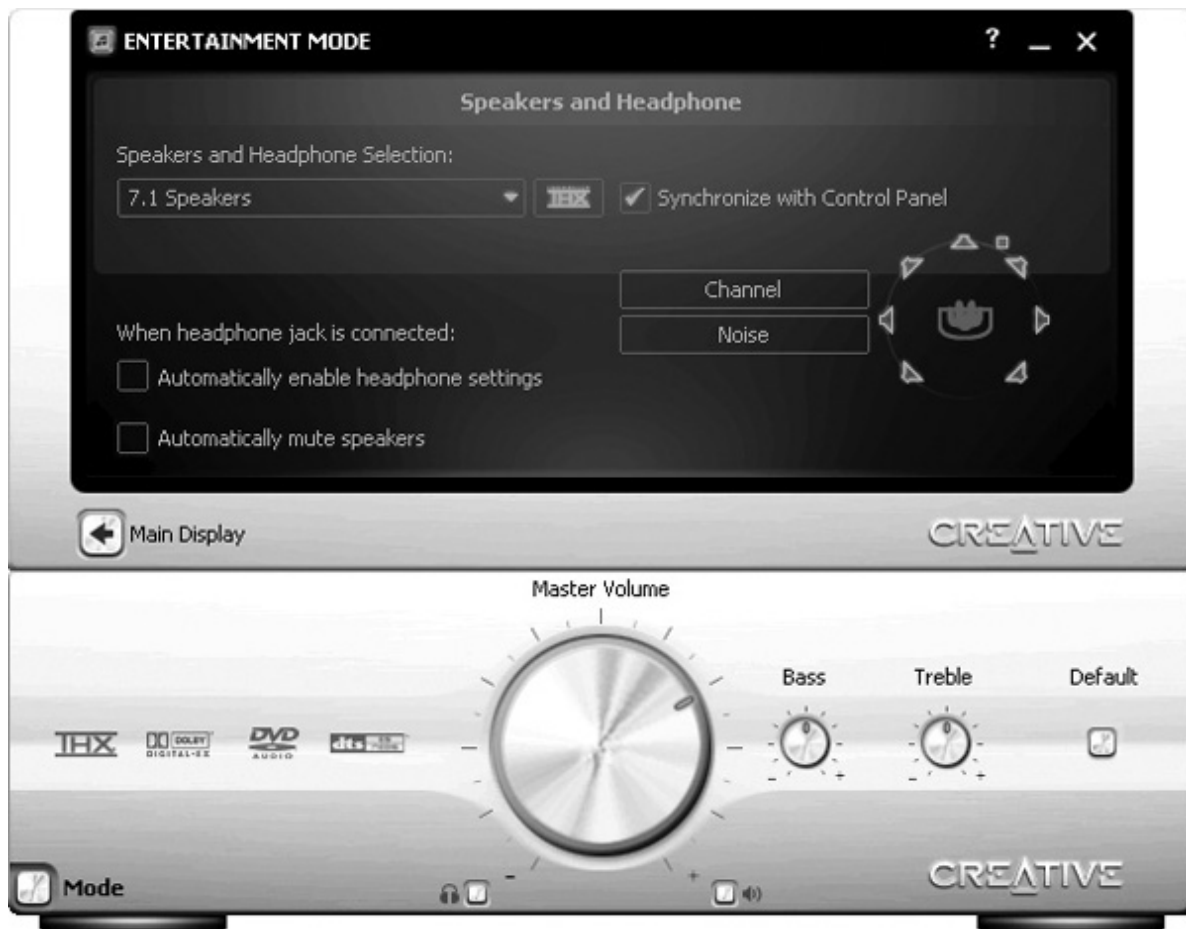 ENTERTAINMENT MODE
?
Speakers and Headphone
Speakers and Headphone Selection:
7.1 Speakers
THX
Synchronize with Control Panel
Channel
Noise
When headphone jack is connected:
Automatically enable headphone settings
Automatically mute speakers
Main Display
CREATIVE
Master Volume
Bass
Treble
Default
THX
DOLBY
DIGITAL-EX
DVD
AUDIO
dts
- +
- +
- +
Mode
CREATIVE